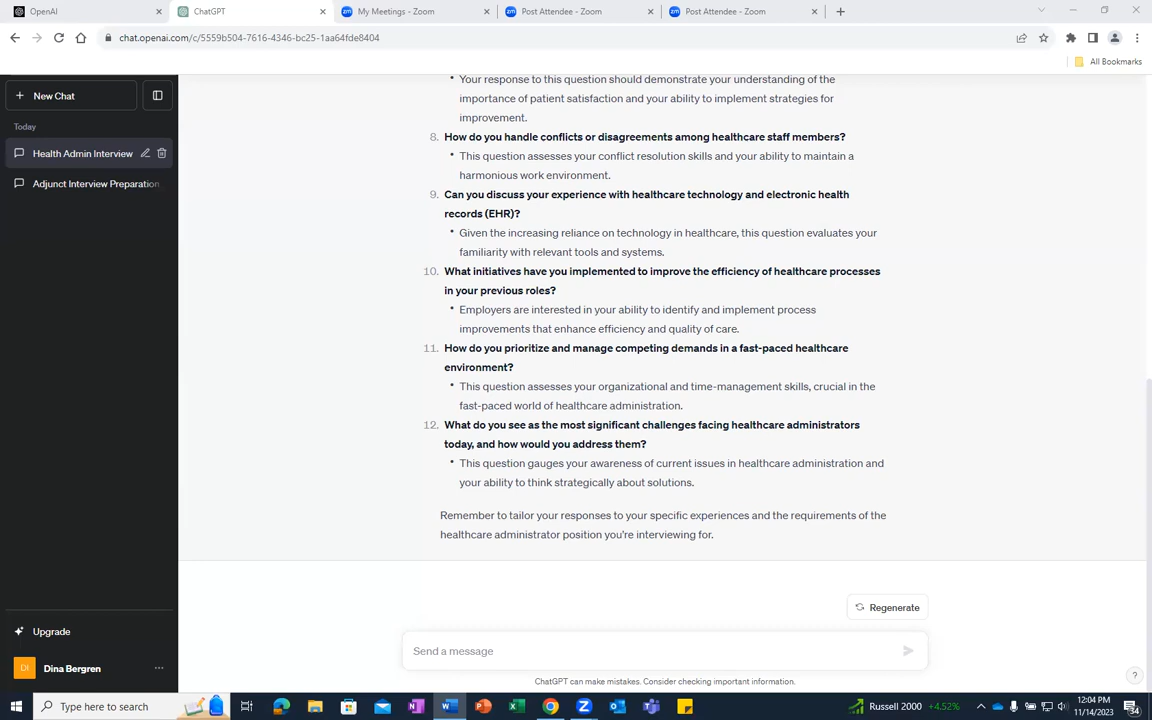 OpenAI
ChatGPT
My Meetings - Zoom
Post Attendee - Zoom
Post Attendee - Zoom
chat.openai.com/c/5559b504-7616-4346-bc25-1aa64fde8404
All Bookmarks
New Chat
Today
Health Admin Interview
Adjunct Interview Preparation
• Your response to this question should demonstrate your understanding of the
importance of patient satisfaction and your ability to implement strategies for
improvement.
8. How do you handle conflicts or disagreements among healthcare staff members?
• This question assesses your conflict resolution skills and your ability to maintain a
harmonious work environment.
9. Can you discuss your experience with healthcare technology and electronic health
records (EHR)?
• Given the increasing reliance on technology in healthcare, this question evaluates your
familiarity with relevant tools and systems.
10. What initiatives have you implemented to improve the efficiency of healthcare processes
in your previous roles?
• Employers are interested in your ability to identify and implement process
improvements that enhance efficiency and quality of care.
11. How do you prioritize and manage competing demands in a fast-paced healthcare
environment?
• This question assesses your organizational and time-management skills, crucial in the
fast-paced world of healthcare administration.
12. What do you see as the most significant challenges facing healthcare administrators
today, and how would you address them?
• This question gauges your awareness of current issues in healthcare administration and
your ability to think strategically about solutions.
Remember to tailor your responses to your specific experiences and the requirements of the
healthcare administrator position you're interviewing for.
Regenerate
Send a message
ChatGPT can make mistakes. Consider checking important information.
?
Upgrade
DI Dina Bergren
Type here to search
Russell 2000 +4.52%
12:04 PM
11/14/2023
34